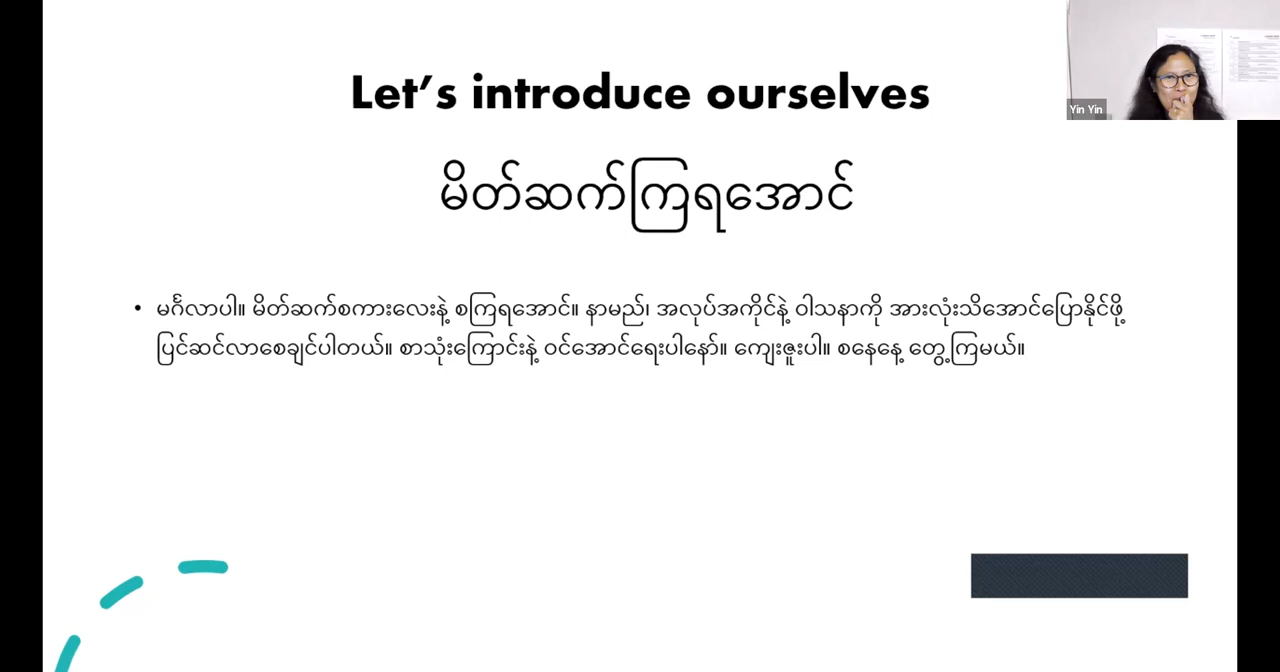 Let's introduce ourselves
Yin Yin
မိတ်ဆက်ကြရအောင်
• မင်္ဂလာပါ။ မိတ်ဆက်စကားလေးနဲ့ စကြရအောင်။ နာမည်၊ အလုပ်အကိုင်နဲ့ ဝါသနာကို အားလုံးသိအောင်ပြောနိုင်ဖို့
ပြင်ဆင်လာစေချင်ပါတယ်။ စာသုံးကြောင်းနဲ့ ဝင်အောင်ရေးပါနော်။ ကျေးဇူးပါ။ စနေနေ့ တွေ့ကြမယ်။